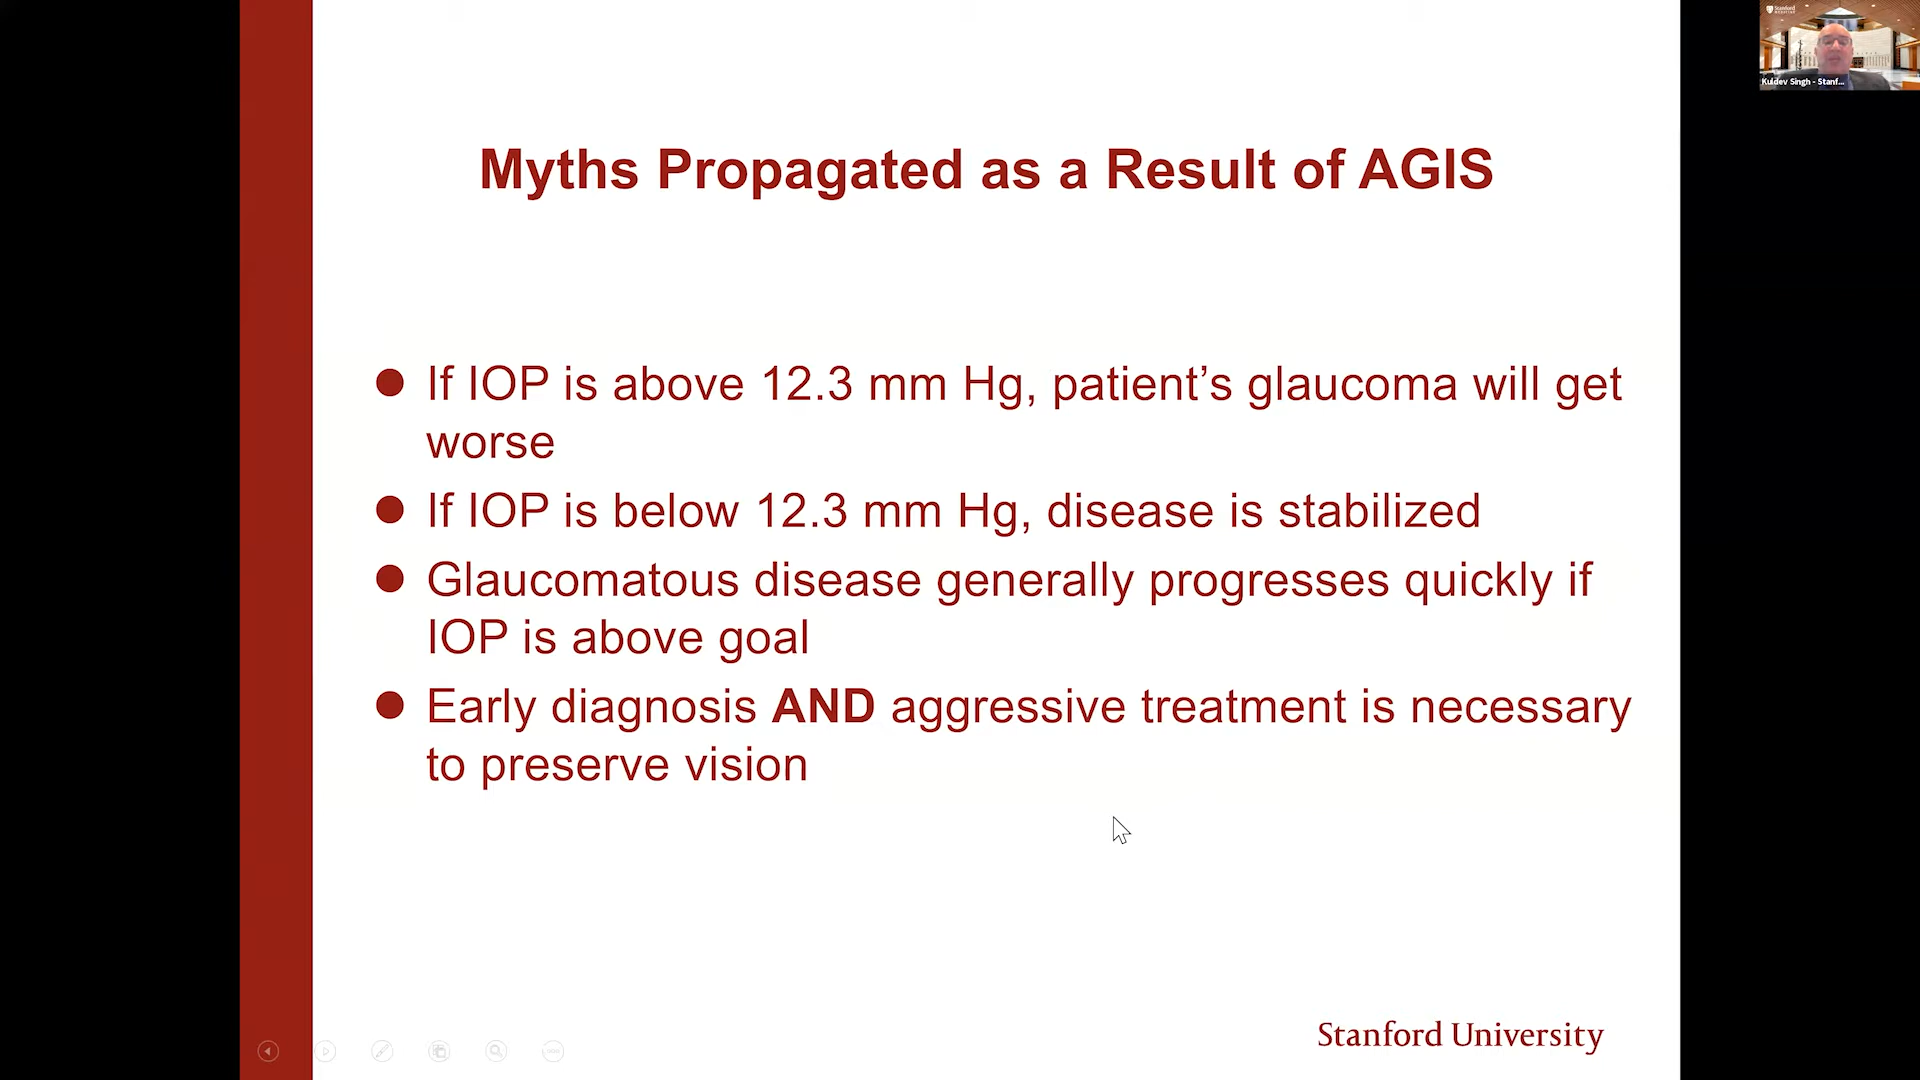 Stanford
Kuldev Singh - Stanf...
Myths Propagated as a Result of AGIS
If IOP is above 12.3 mm Hg, patient’s glaucoma will get
worse
If IOP is below 12.3 mm Hg, disease is stabilized
Glaucomatous disease generally progresses quickly if
IOP is above goal
Early diagnosis AND aggressive treatment is necessary
to preserve vision
Stanford University